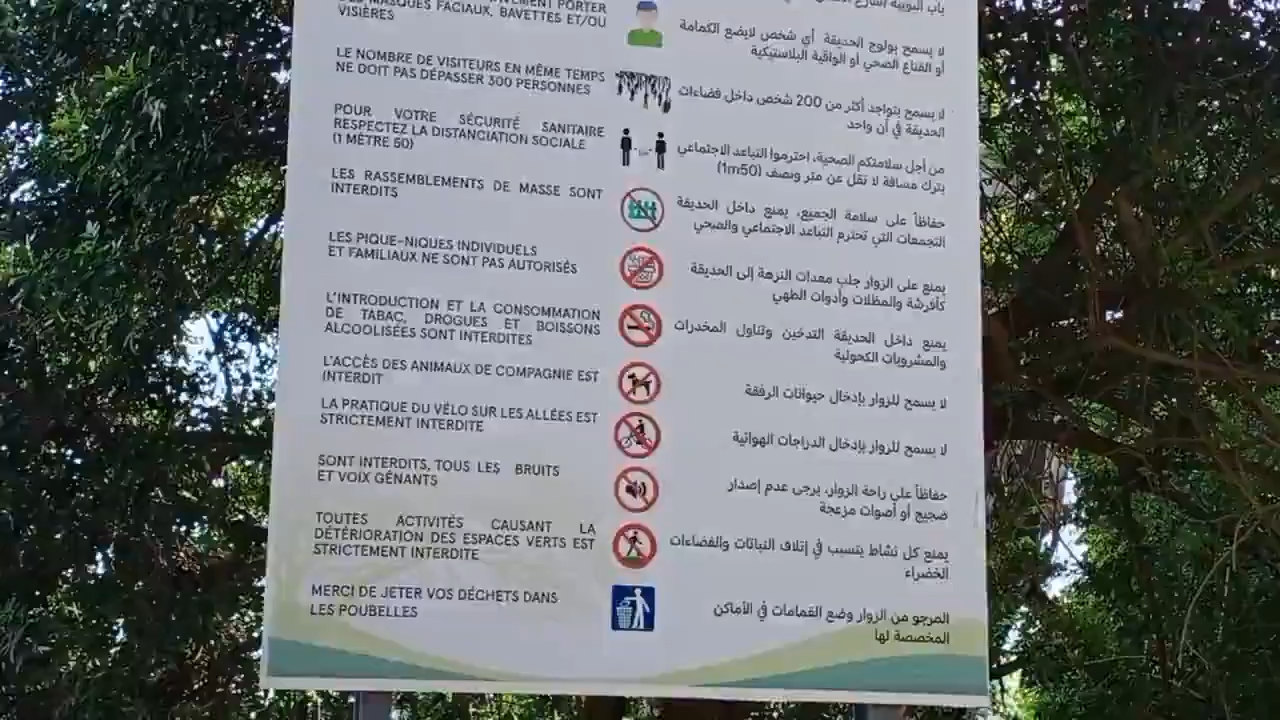 PORTER
MASQUES FACIAUX, BAVETTES ET/OU
VISIÈRES
لا يسمح بولوج الحديقة أي شخص لايضع الكمامة
أو القناع الصحي أو الواقية البلاستيكية
LE NOMBRE DE VISITEURS EN MÊME TEMPS
NE DOIT PAS DÉPASSER 300 PERSONNES
لا يسمح بتواجد أكثر من 200 شخص داخل فضاءات
الحديقة في أن واحد
POUR VOTRE SÉCURITÉ SANITAIRE
RESPECTEZ LA DISTANCIATION SOCIALE
(1 MÈTRE 50)
من أجل سلامتكم الصحية، احترموا التباعد الاجتماعي
بترك مسافة لا تقل عن متر ونصف (1m50)
LES RASSEMBLEMENTS DE MASSE SONT
INTERDITS
حفاظاً على سلامة الجميع، يمنع داخل الحديقة
التجمعات التي تحترم التباعد الاجتماعي والصحي
LES PIQUE-NIQUES INDIVIDUELS
ET FAMILIAUX NE SONT PAS AUTORISÉS
يمنع على الزوار جلب معدات النزهة إلى الحديقة
كأفرشة والمظلات وأدوات الطهي
L'INTRODUCTION ET LA CONSOMMATION
DE TABAC, DROGUES ET BOISSONS
ALCOOLISÉES SONT INTERDITES
يمنع داخل الحديقة التدخين وتناول المخدرات
والمشروبات الكحولية
L'ACCÈS DES ANIMAUX DE COMPAGNIE EST
INTERDIT
لا يسمح للزوار بإدخال حيوانات الرفقة
LA PRATIQUE DU VÉLO SUR LES ALLÉES EST
STRICTEMENT INTERDITE
لا يسمح للزوار بإدخال الدراجات الهوائية
SONT INTERDITS, TOUS LES BRUITS
ET VOIX GÉNANTS
حفاظاً علي راحة الزوار، يرجى عدم إصدار
ضجيج أو أصوات مزعجة
TOUTES ACTIVITÉS CAUSANT LA
DÉTÉRIORATION DES ESPACES VERTS EST
STRICTEMENT INTERDITE
يمنع كل نشاط يتسبب في إتلاف النباتات والفضاءات
الخضراء
MERCI DE JETER VOS DÉCHETS DANS
LES POUBELLES
المرجو من الزوار وضع القمامات في الأماكن
المخصصة لها